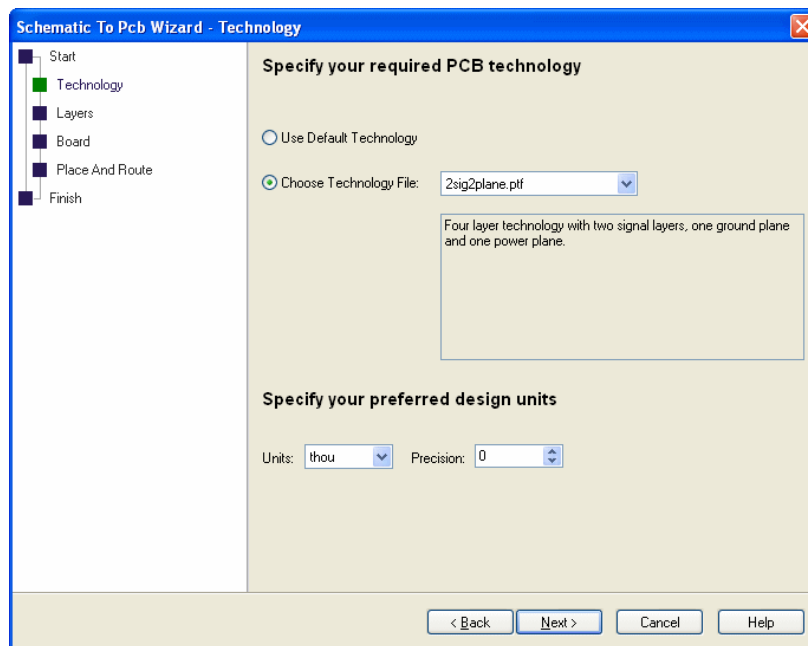 Schematic To Pcb Wizard - Technology
Start
Technology
Layers
Board
Place And Route
Finish
Specify your required PCB technology
Use Default Technology
Choose Technology File: 2sig2plane.ptf
Four layer technology with two signal layers, one ground plane
and one power plane.
Specify your preferred design units
Units: thou Precision: 0
< Back Next > Cancel Help